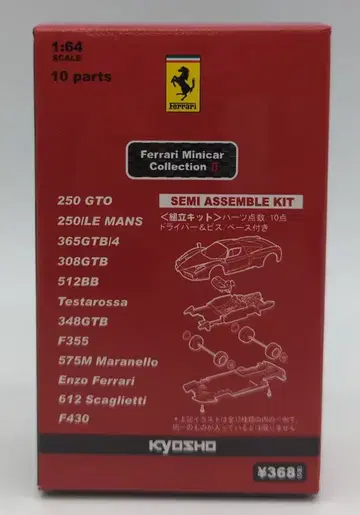 1:64
SCALE
10 parts
Ferrari
Ferrari Minicar
Collection II
250 GTO
250/LE MANS
365GTB/4
308GTB
512BB
Testarossa
348GTB
F355
575M Maranello
Enzo Ferrari
612 Scaglietti
F430
SEMI ASSEMBLE KIT
<組立キット>パーツ点数:10点
ドライバー&ビス/ベース付き
KYOSHO
¥368